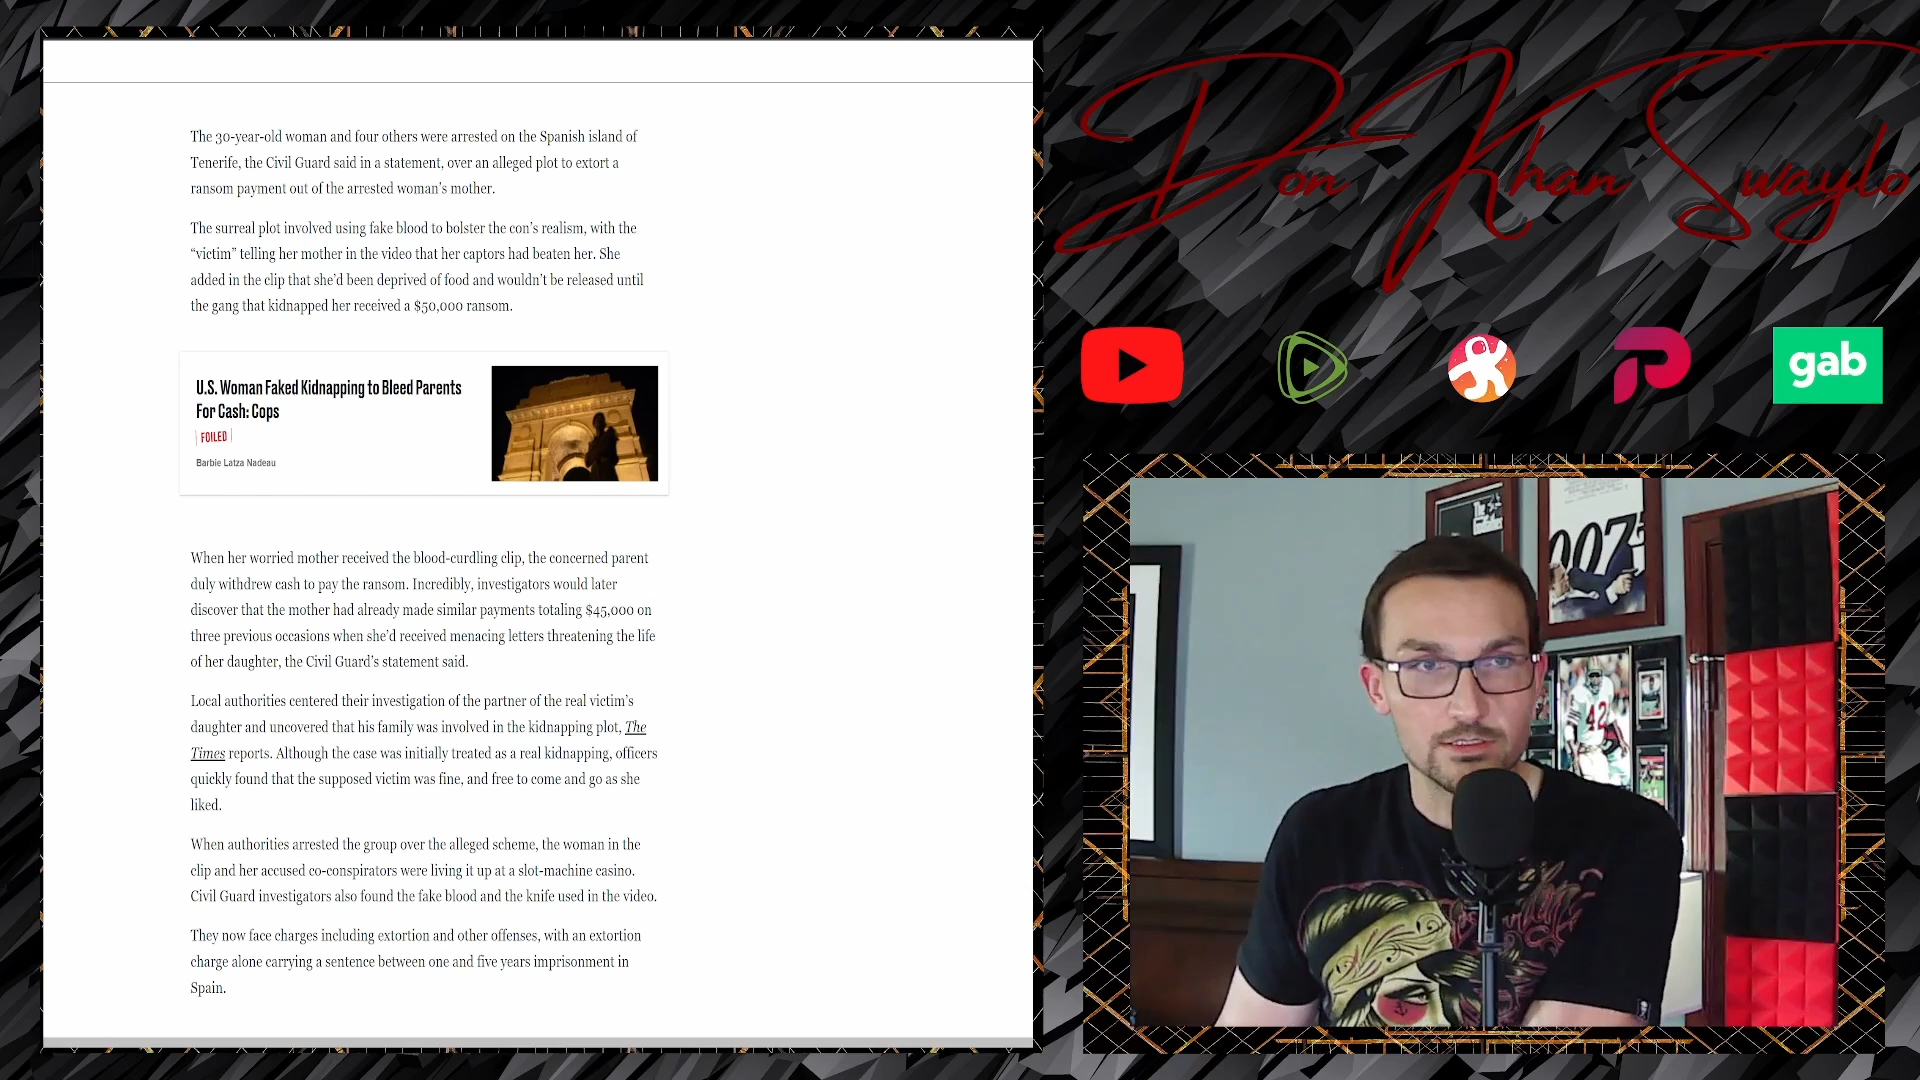 The 30-year-old woman and four others were arrested on the Spanish island of
Tenerife, the Civil Guard said in a statement, over an alleged plot to extort a
ransom payment out of the arrested woman's mother.
The surreal plot involved using fake blood to bolster the con's realism, with the
“victim” telling her mother in the video that her captors had beaten her. She
added in the clip that she'd been deprived of food and wouldn't be released until
the gang that kidnapped her received a $50,000 ransom.
U.S. Woman Faked Kidnapping to Bleed Parents
For Cash: Cops
FOILED
Barbie Latza Nadeau
When her worried mother received the blood-curdling clip, the concerned parent
duly withdrew cash to pay the ransom. Incredibly, investigators would later
discover that the mother had already made similar payments totaling $45,000 on
three previous occasions when she'd received menacing letters threatening the life
of her daughter, the Civil Guard's statement said.
Local authorities centered their investigation of the partner of the real victim's
daughter and uncovered that his family was involved in the kidnapping plot, The
Times reports. Although the case was initially treated as a real kidnapping, officers
quickly found that the supposed victim was fine, and free to come and go as she
liked.
When authorities arrested the group over the alleged scheme, the woman in the
clip and her accused co-conspirators were living it up at a slot-machine casino.
Civil Guard investigators also found the fake blood and the knife used in the video.
They now face charges including extortion and other offenses, with an extortion
charge alone carrying a sentence between one and five years imprisonment in
Spain.
Don Khan Swaylo
gab
007
42